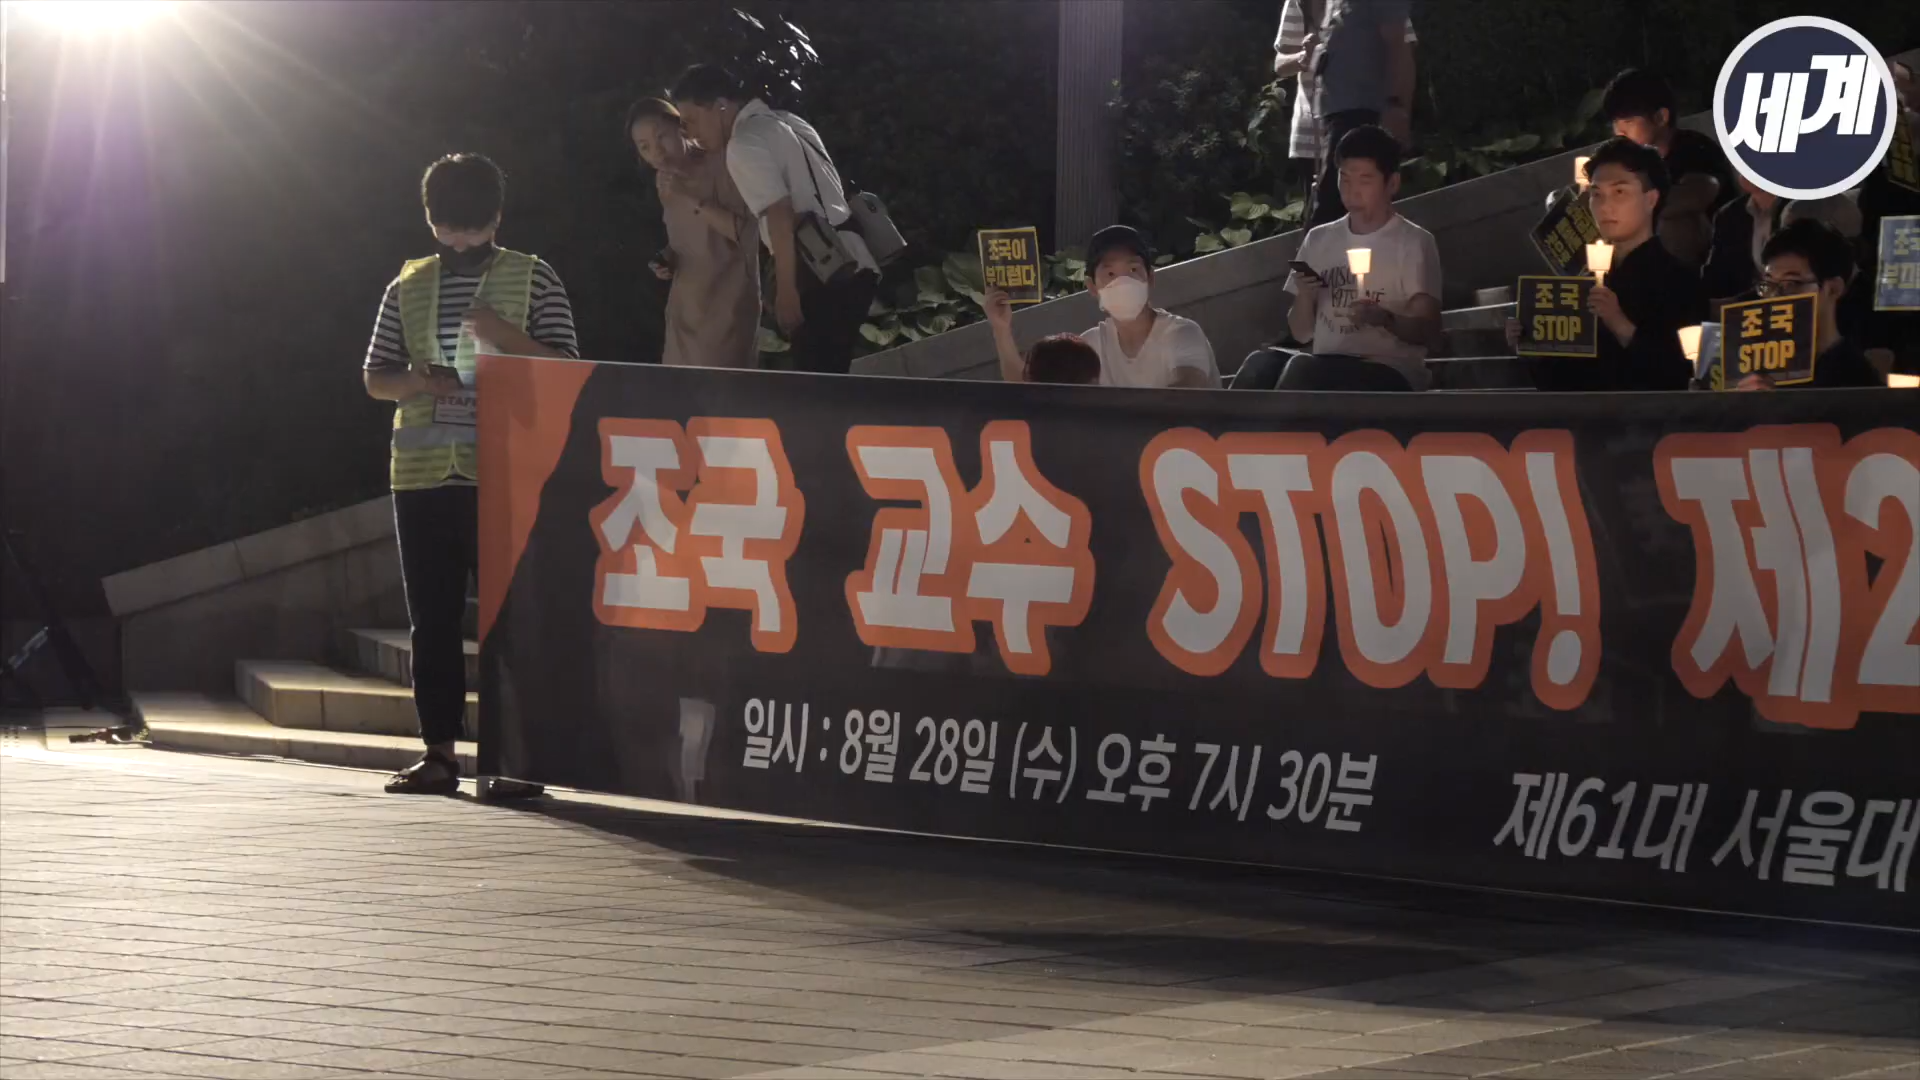 세계
조국이
부끄럽다
조국
STOP
조국
STOP
STAFF
조국 교수 STOP! 제2
일시 : 8월 28일 (수) 오후 7시 30분
제61대 서울대